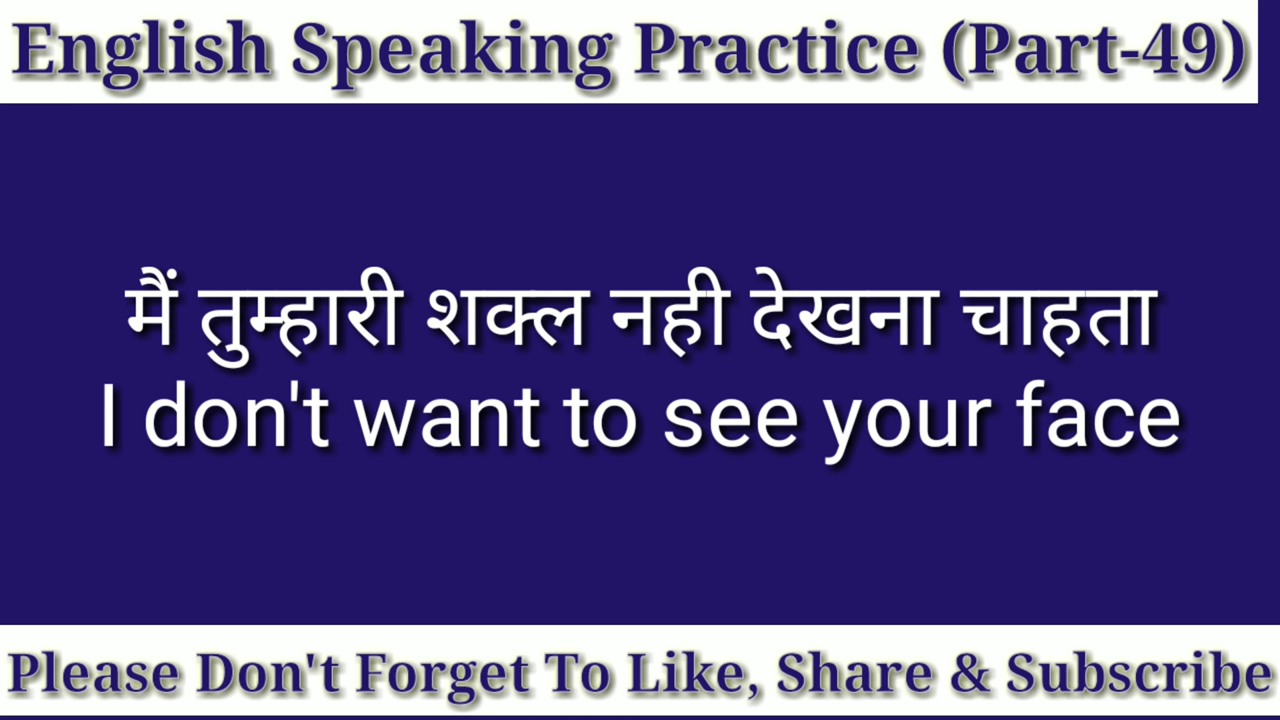 English Speaking Practice (Part-49)
मैं तुम्हारी शक्ल नही देखना चाहता
I don't want to see your face
Please Don't Forget To Like, Share & Subscribe